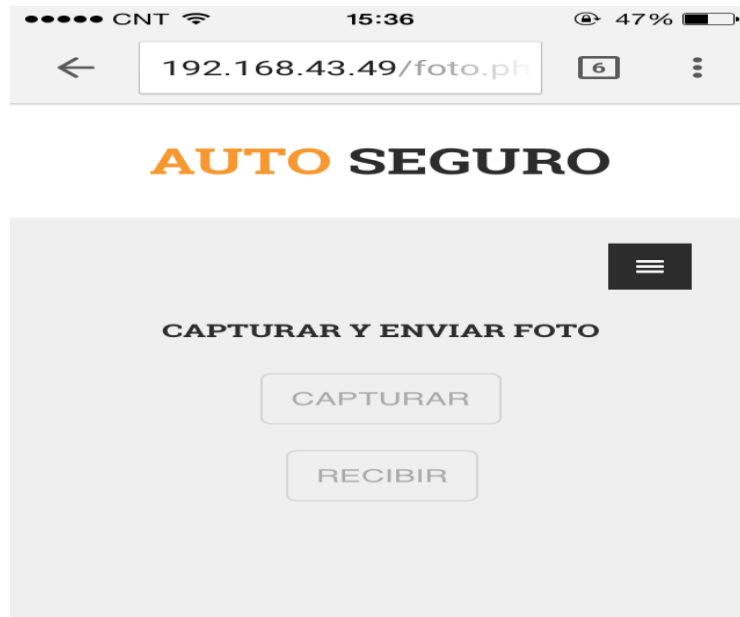 CNT 15:36 47%
192.168.43.49/foto.ph 6
AUTO SEGURO
CAPTURAR Y ENVIAR FOTO
CAPTURAR
RECIBIR